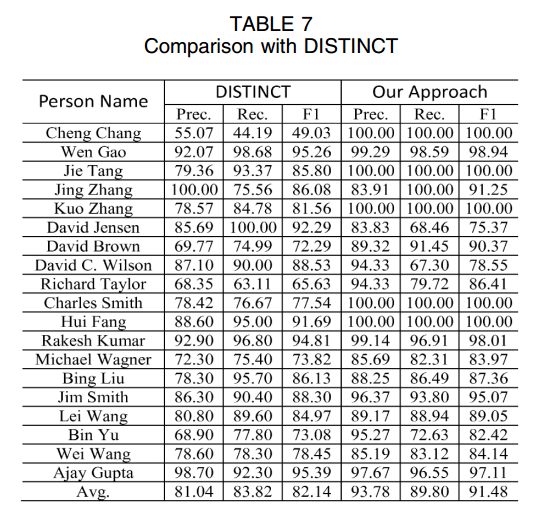 TABLE 7
Comparison with DISTINCT
Person Name DISTINCT Our Approach
Prec. Rec. F1 Prec. Rec. F1
Cheng Chang 55.07 44.19 49.03 100.00 100.00 100.00
Wen Gao 92.07 98.68 95.26 99.29 98.59 98.94
Jie Tang 79.36 93.37 85.80 100.00 100.00 100.00
Jing Zhang 100.00 75.56 86.08 83.91 100.00 91.25
Kuo Zhang 78.57 84.78 81.56 100.00 100.00 100.00
David Jensen 85.69 100.00 92.29 83.83 68.46 75.37
David Brown 69.77 74.99 72.29 89.32 91.45 90.37
David C. Wilson 87.10 90.00 88.53 94.33 67.30 78.55
Richard Taylor 68.35 63.11 65.63 94.33 79.72 86.41
Charles Smith 78.42 76.67 77.54 100.00 100.00 100.00
Hui Fang 88.60 95.00 91.69 100.00 100.00 100.00
Rakesh Kumar 92.90 96.80 94.81 99.14 96.91 98.01
Michael Wagner 72.30 75.40 73.82 85.69 82.31 83.97
Bing Liu 78.30 95.70 86.13 88.25 86.49 87.36
Jim Smith 86.30 90.40 88.30 96.37 93.80 95.07
Lei Wang 80.80 89.60 84.97 89.17 88.94 89.05
Bin Yu 68.90 77.80 73.08 95.27 72.63 82.42
Wei Wang 78.60 78.30 78.45 85.19 83.12 84.14
Ajay Gupta 98.70 92.30 95.39 97.67 96.55 97.11
Avg. 81.04 83.82 82.14 93.78 89.80 91.48